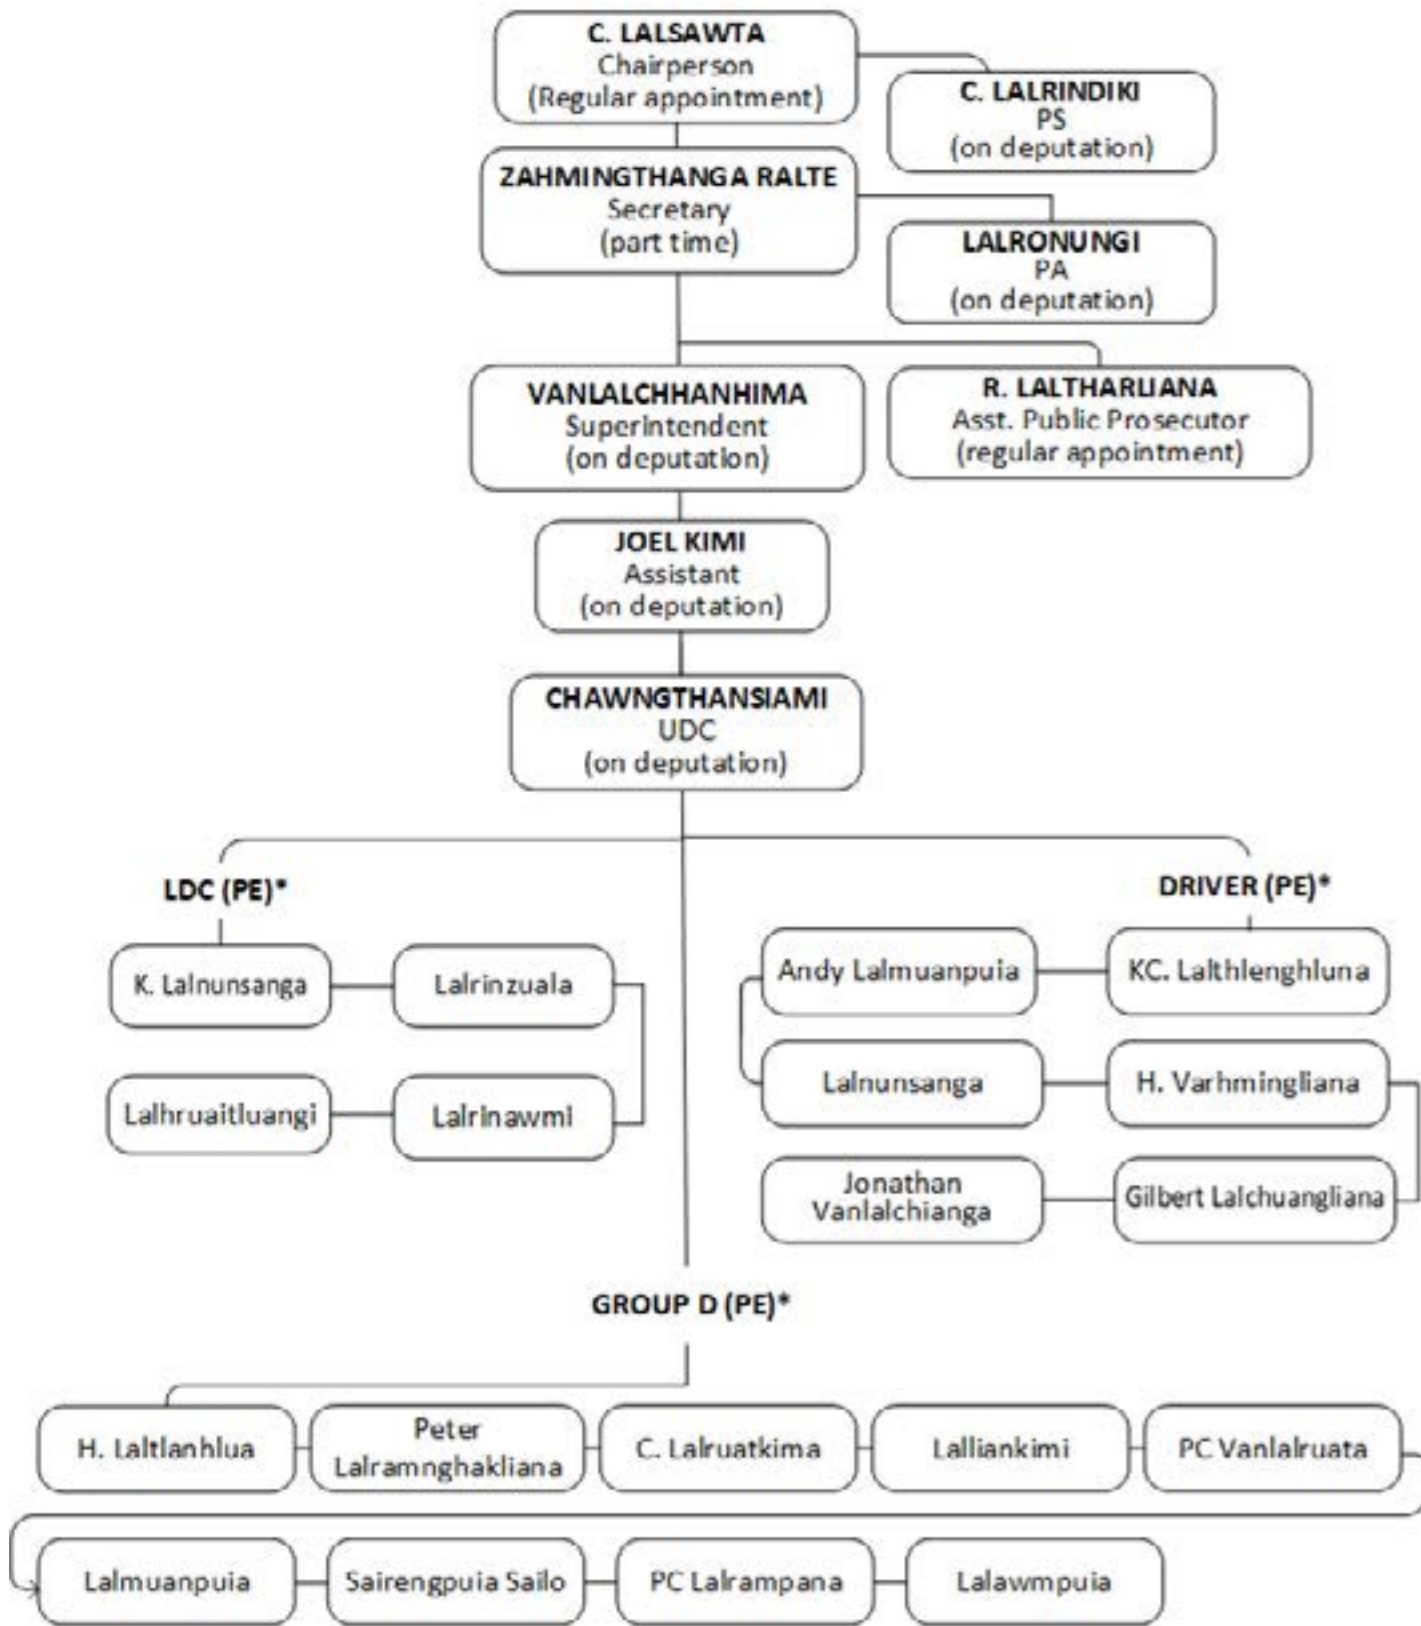 C. LALSAWTA
Chairperson
(Regular appointment)
C. LALRINDIKI
PS
(on deputation)
ZAHMINGTHANGA RALTE
Secretary
(part time)
LALRONUNGI
PA
(on deputation)
VANLALCHHANHIMA
Superintendent
(on deputation)
R. LALTHARLIANA
Asst. Public Prosecutor
(regular appointment)
JOEL KIMI
Assistant
(on deputation)
CHAWNGTHANSIAMI
UDC
(on deputation)
LDC (PE)*
K. Lalnunsanga
Lalrinzuala
Lalhruaitluangi
Lalrinawmi
DRIVER (PE)*
Andy Lalmuanpuia
KC. Lalthlenghluna
Lalnunsanga
H. Varhmingliana
Jonathan
Vanlalchianga
Gilbert Lalchuangliana
GROUP D (PE)*
H. Laltlanhlua
Peter
Lalramnghakliana
C. Lalruatkima
Lalliankimi
PC Vanlalruata
Lalmuanpuia
Sairengpuia Sailo
PC Lalrampana
Lalawmpuia